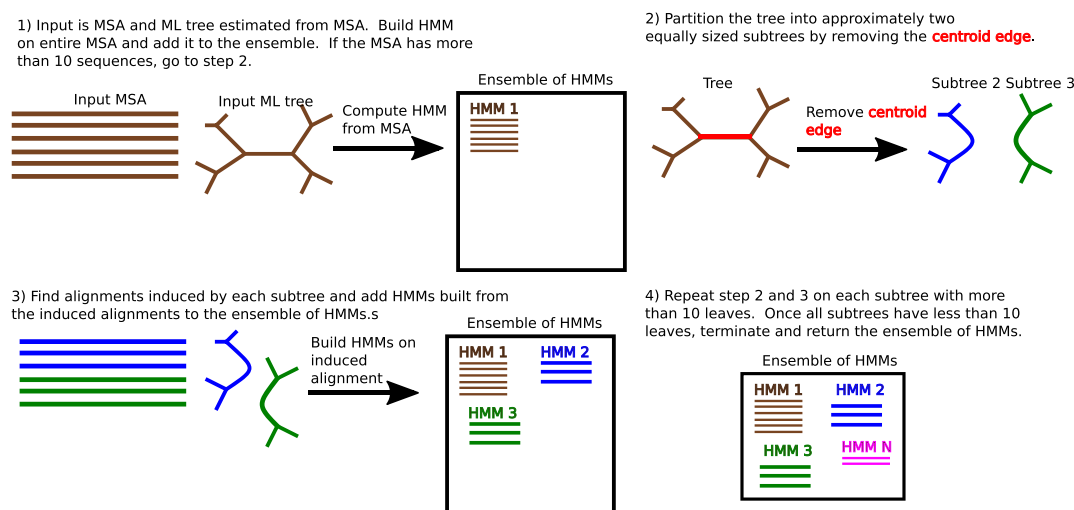 1) Input is MSA and ML tree estimated from MSA.  Build HMM
on entire MSA and add it to the ensemble.  If the MSA has more
than 10 sequences, go to step 2.
Input MSA
Input ML tree
Compute HMM
from MSA
Ensemble of HMMs
HMM 1
2) Partition the tree into approximately two
equally sized subtrees by removing the centroid edge.
Tree
Remove centroid
edge
Subtree 2 Subtree 3
3) Find alignments induced by each subtree and add HMMs built from
the induced alignments to the ensemble of HMMs.s
Build HMMs on
induced
alignment
Ensemble of HMMs
HMM 1
HMM 2
HMM 3
4) Repeat step 2 and 3 on each subtree with more
than 10 leaves.  Once all subtrees have less than 10
leaves, terminate and return the ensemble of HMMs.
Ensemble of HMMs
HMM 1
HMM 2
HMM 3
HMM N